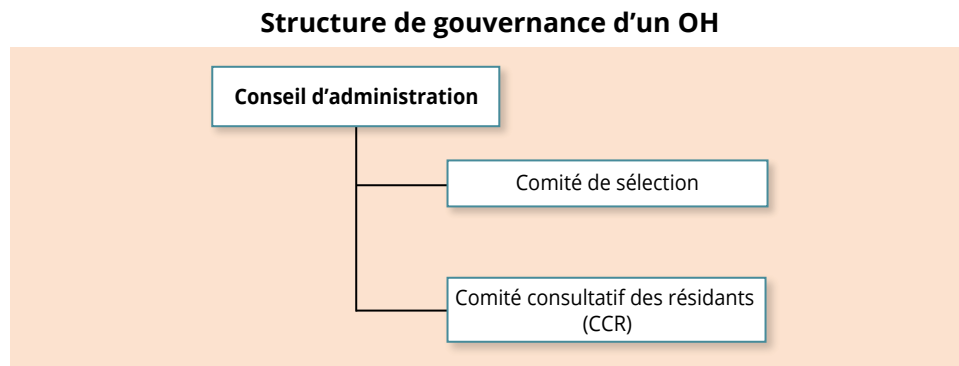 Structure de gouvernance d’un OH
Conseil d’administration
Comité de sélection
Comité consultatif des résidants
(CCR)